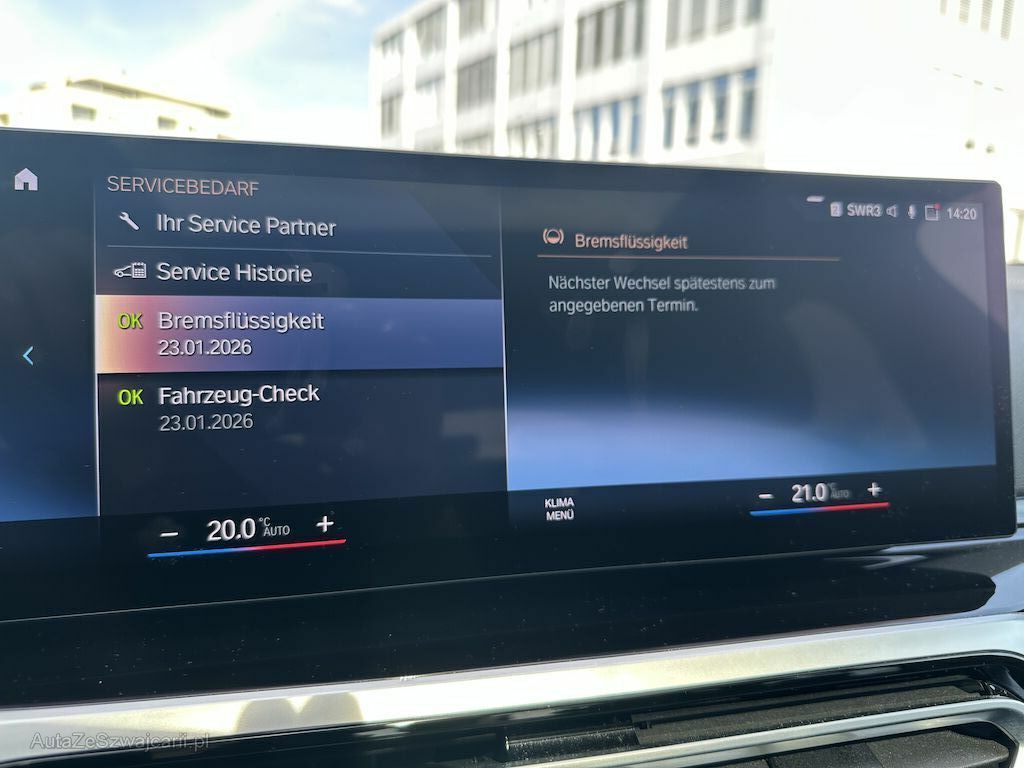 SERVICEBEDARF
Ihr Service Partner
Service Historie
OK Bremsflüssigkeit
23.01.2026
OK Fahrzeug-Check
23.01.2026
2 SWR3 14:20
Bremsflüssigkeit
Nächster Wechsel spätestens zum
angegebenen Termin.
− 20.0 °C AUTO +
KLIMA
MENÜ
− 21.0 °C AUTO +
AutaZeSzwajcarii.pl